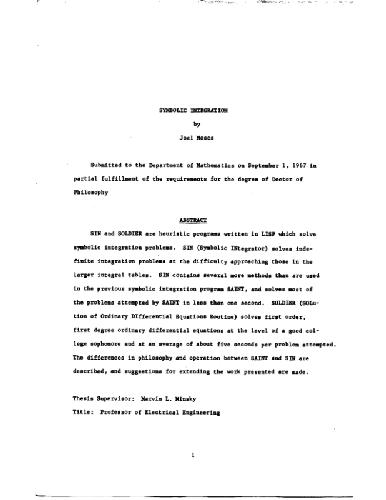 SYMBOLIC INTEGRATION
by
Joel Moses
Submitted to the Department of Mathematics on September 1, 1967 in
partial fulfillment of the requirements for the degree of Doctor of
Philosophy
ABSTRACT
SIN and SOLDIER are heuristic programs written in LISP which solve
symbolic integration problems. SIN (Symbolic INtegrator) solves inde-
finite integration problems at the difficulty approaching those in the
larger integral tables. SIN contains several more methods than are used
in the previous symbolic integration program SAINT, and solves most of
the problems attempted by SAINT in less than one second. SOLDIER (SOLu-
tion of Ordinary DIfferential Equations Routine) solves first order,
first degree ordinary differential equations at the level of a good col-
lege sophomore and at an average of about five seconds per problem attempted.
The differences in philosophy and operation between SAINT and SIN are
described, and suggestions for extending the work presented are made.
Thesis Supervisor: Marvin L. Minsky
Title: Professor of Electrical Engineering
1